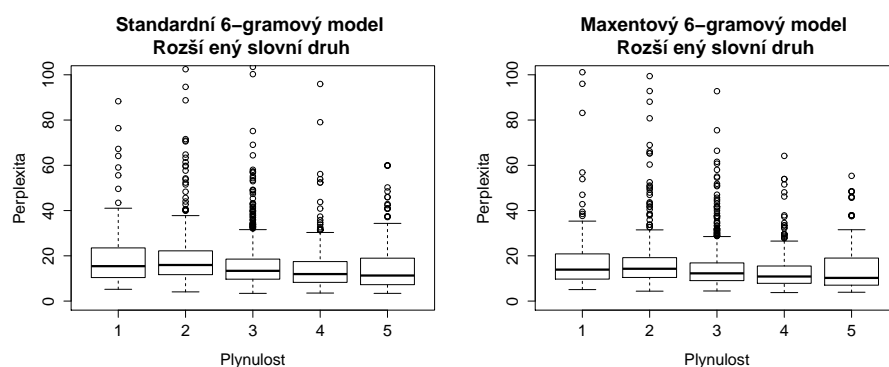 Standardní 6−gramový model
Rozší ený slovní druh
100
80
60
40
20
0
Perplexita
1 2 3 4 5
Plynulost
Maxentový 6−gramový model
Rozší ený slovní druh
100
80
60
40
20
0
Perplexita
1 2 3 4 5
Plynulost